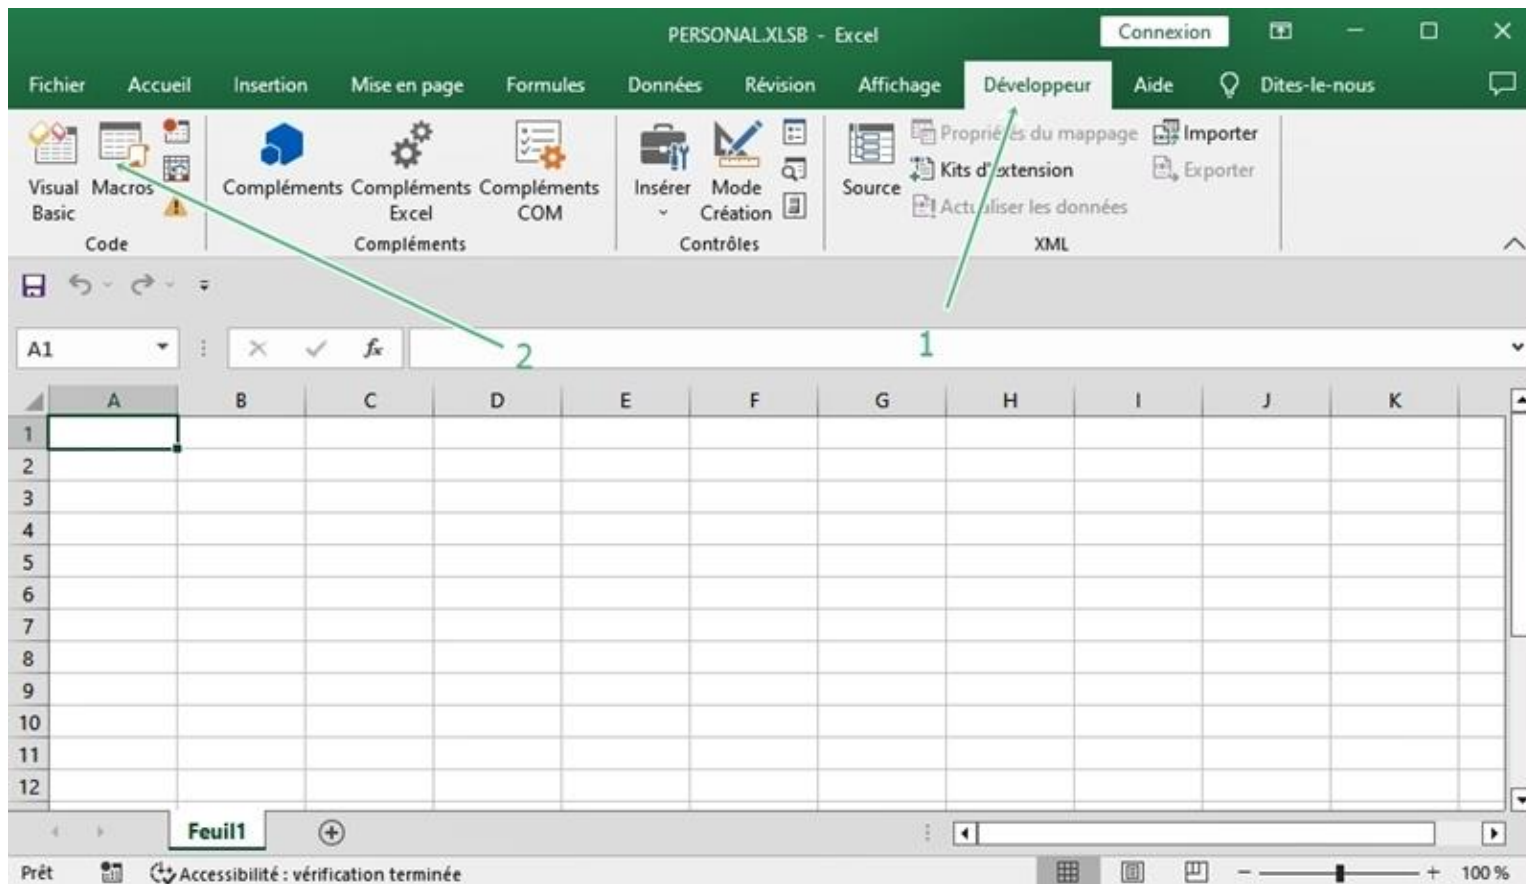 PERSONAL.XLSB - Excel Connexion
Fichier Accueil Insertion Mise en page Formules Données Révision Affichage Développeur Aide Dites-le-nous
Visual Basic
Macros
Code
Compléments
Compléments Excel
Compléments COM
Compléments
Insérer
Mode Création
Contrôles
Source
Propriétés du mappage
Kits d'extension
Actualiser les données
Importer
Exporter
XML
A1 fx
2
1
A B C D E F G H I J K
1
2
3
4
5
6
7
8
9
10
11
12
Feuil1
Prêt Accessibilité : vérification terminée 100 %